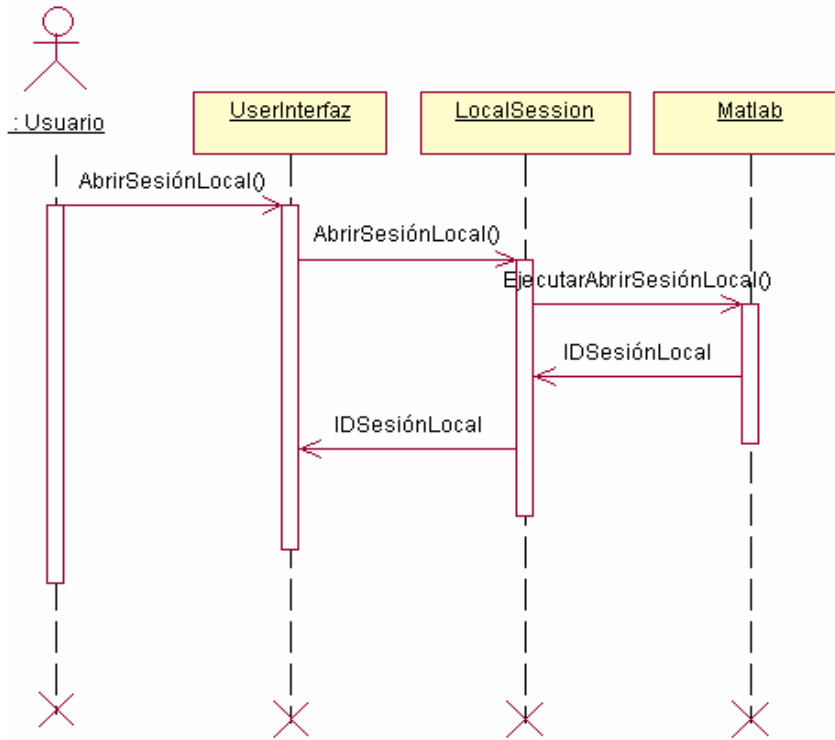 : Usuario
UserInterfaz
LocalSession
Matlab
AbrirSesiónLocal()
AbrirSesiónLocal()
EjecutarAbrirSesiónLocal()
IDSesiónLocal
IDSesiónLocal